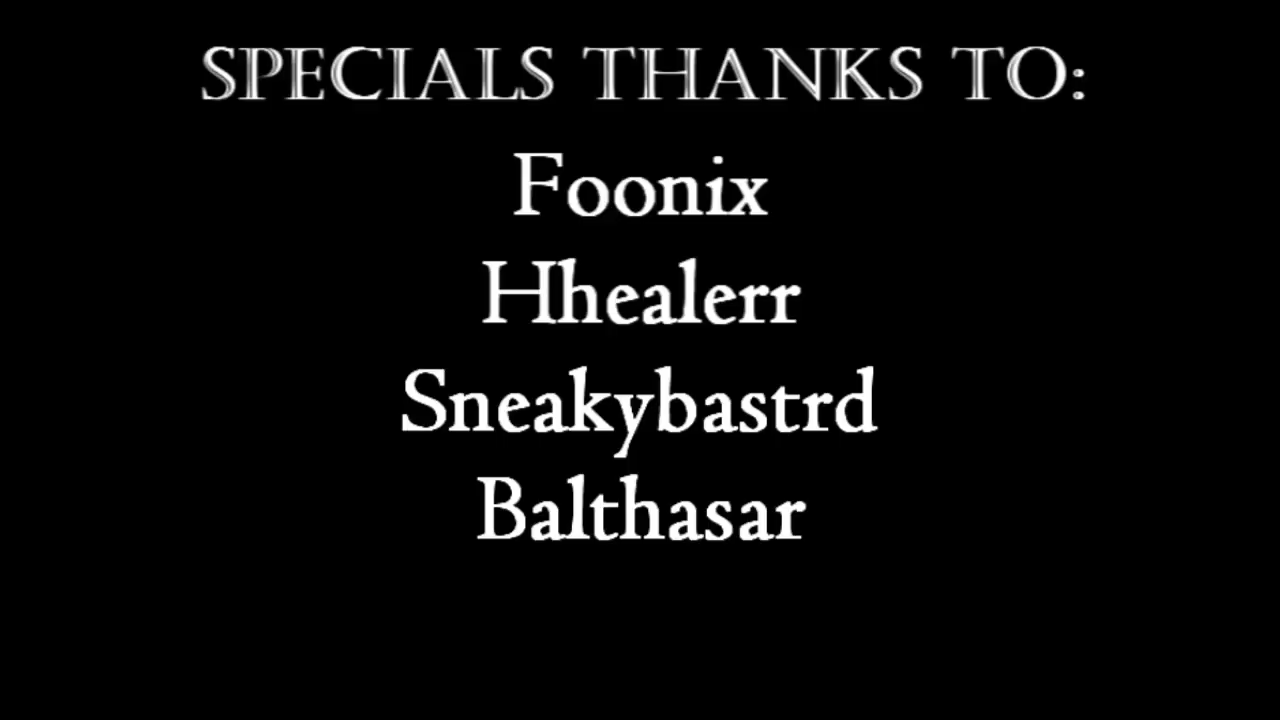 SPECIALS THANKS TO:
Foonix
Hhealerr
Sneakybastrd
Balthasar